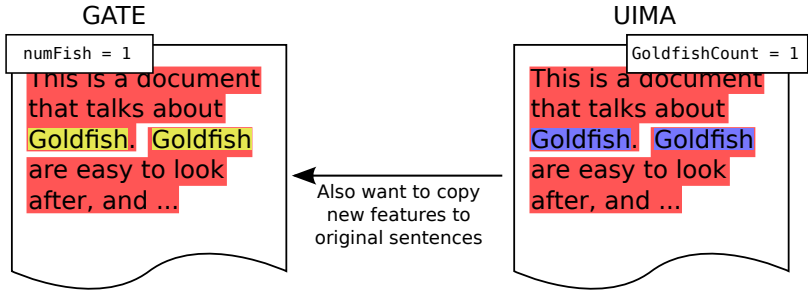 GATE
numFish = 1
This is a document
that talks about
Goldfish. Goldfish
are easy to look
after, and ...
Also want to copy
new features to
original sentences
UIMA
GoldfishCount = 1
This is a document
that talks about
Goldfish. Goldfish
are easy to look
after, and ...